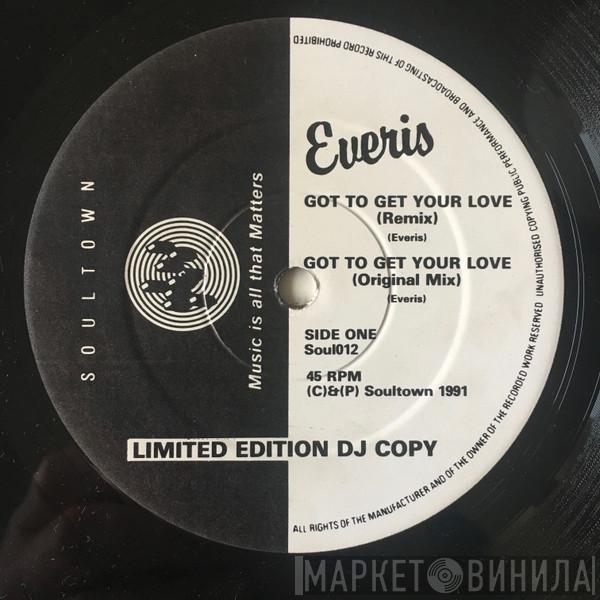 SOULTOWN
Music is all that Matters
Everis
GOT TO GET YOUR LOVE
(Remix)
(Everis)
GOT TO GET YOUR LOVE
(Original Mix)
(Everis)
SIDE ONE
Soul012
45 RPM
(C)&(P) Soultown 1991
LIMITED EDITION DJ COPY
ALL RIGHTS OF THE MANUFACTURER AND OF THE OWNER OF THE RECORDED WORK RESERVED UNAUTHORISED COPYING PUBLIC PERFORMANCE AND BROADCASTING OF THIS RECORD PROHIBITED
МАРКЕТ ВИНИЛА